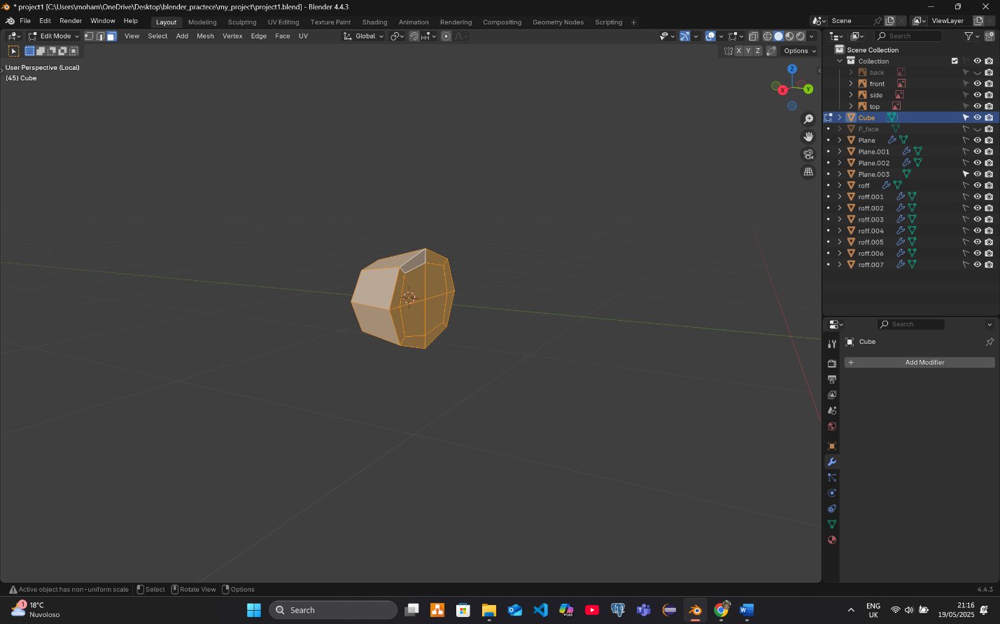 * project1 [C:\Users\moham\OneDrive\Desktop\blender_practece\my_project\project1.blend] - Blender 4.4.3
File Edit Render Window Help Layout Modeling Sculpting UV Editing Texture Paint Shading Animation Rendering Compositing Geometry Nodes Scripting + Scene ViewLayer
Edit Mode View Select Add Mesh Vertex Edge Face UV Global Search
X Y Z Options
User Perspective (Local)
(45) Cube
Z
X
Y
Scene Collection
Collection
back
front
side
top
Cube
P_face
Plane
Plane.001
Plane.002
Plane.003
roff
roff.001
roff.002
roff.003
roff.004
roff.005
roff.006
roff.007
Search
Cube
+ Add Modifier
Active object has non-uniform scale Select Rotate View Options 4.4.3
1
18°C
Nuvoloso
Search
M365
ENG
UK
21:16
19/05/2025